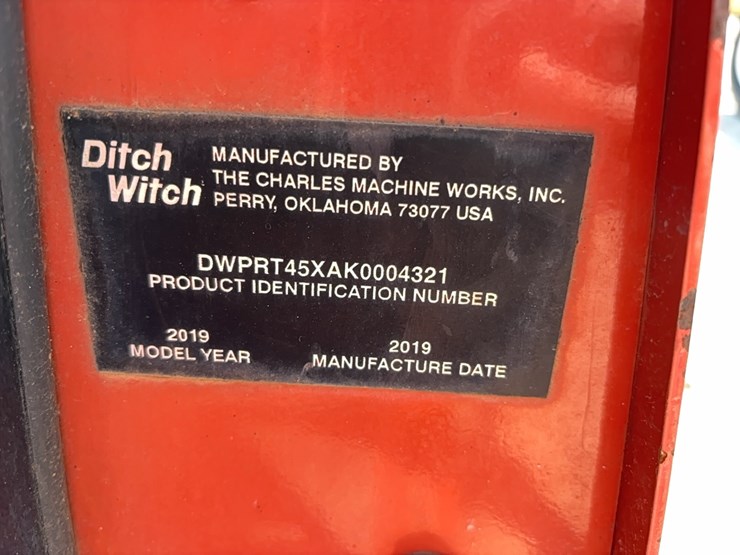 Ditch Witch
MANUFACTURED BY
THE CHARLES MACHINE WORKS, INC.
PERRY, OKLAHOMA 73077 USA
DWPRT45XAK0004321
PRODUCT IDENTIFICATION NUMBER
2019
MODEL YEAR
2019
MANUFACTURE DATE